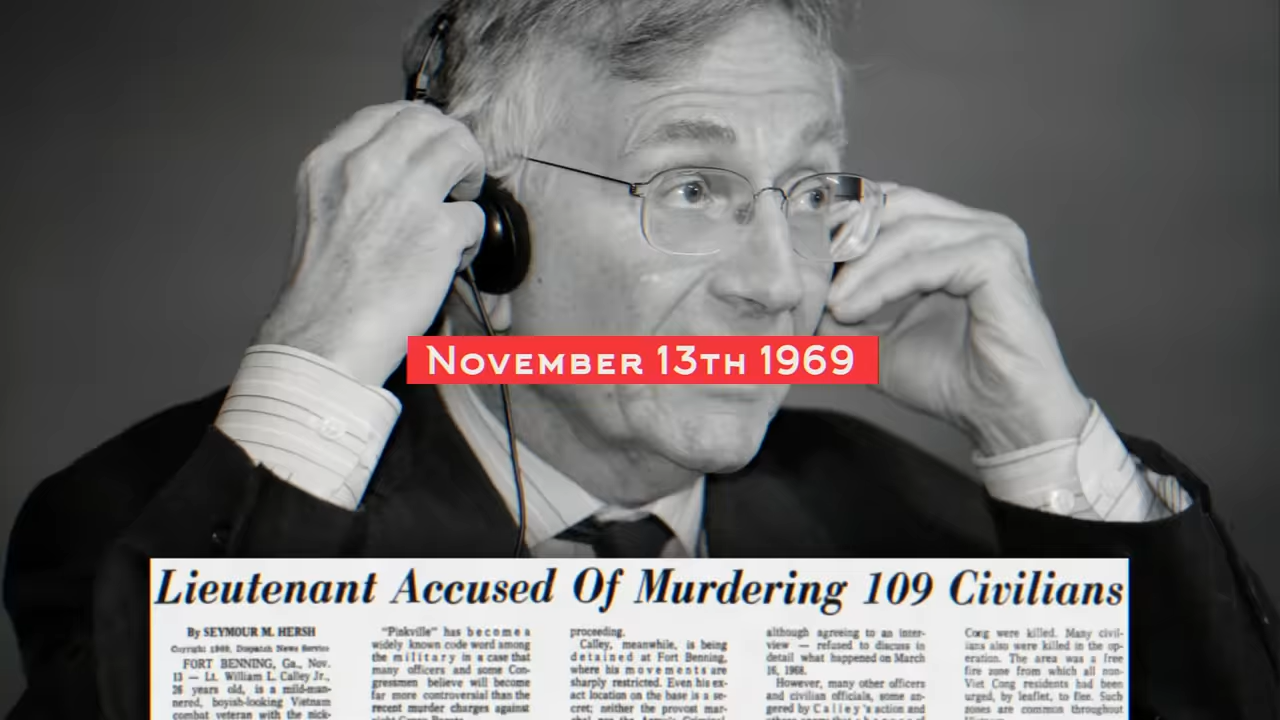 November 13th 1969
Lieutenant Accused Of Murdering 109 Civilians
By SEYMOUR M. HERSH
Copyright 1969, Dispatch News Service
FORT BENNING, Ga., Nov.
13 — Lt. William L. Calley Jr.,
26 years old, is a mild-man-
nered, boyish-looking Vietnam
combat veteran with the nick-
"Pinkville" has become a
widely known code word among
the military in a case that
many officers and some Con-
gressmen believe will become
far more controversial than the
recent murder charges against
proceeding.
Calley, meanwhile, is being
detained at Fort Benning,
where his movements are
sharply restricted. Even his ex-
act location on the base is a se-
cret; neither the provost mar-
although agreeing to an inter-
view — refused to discuss in
detail what happened on March
16, 1968.
However, many other officers
and civilian officials, some an-
gered by Calley's action and
Cong were killed. Many civil-
ians also were killed in the op-
eration. The area was a free
fire zone from which all non-
Viet Cong residents had been
urged, by leaflet, to flee. Such
zones are common throughout